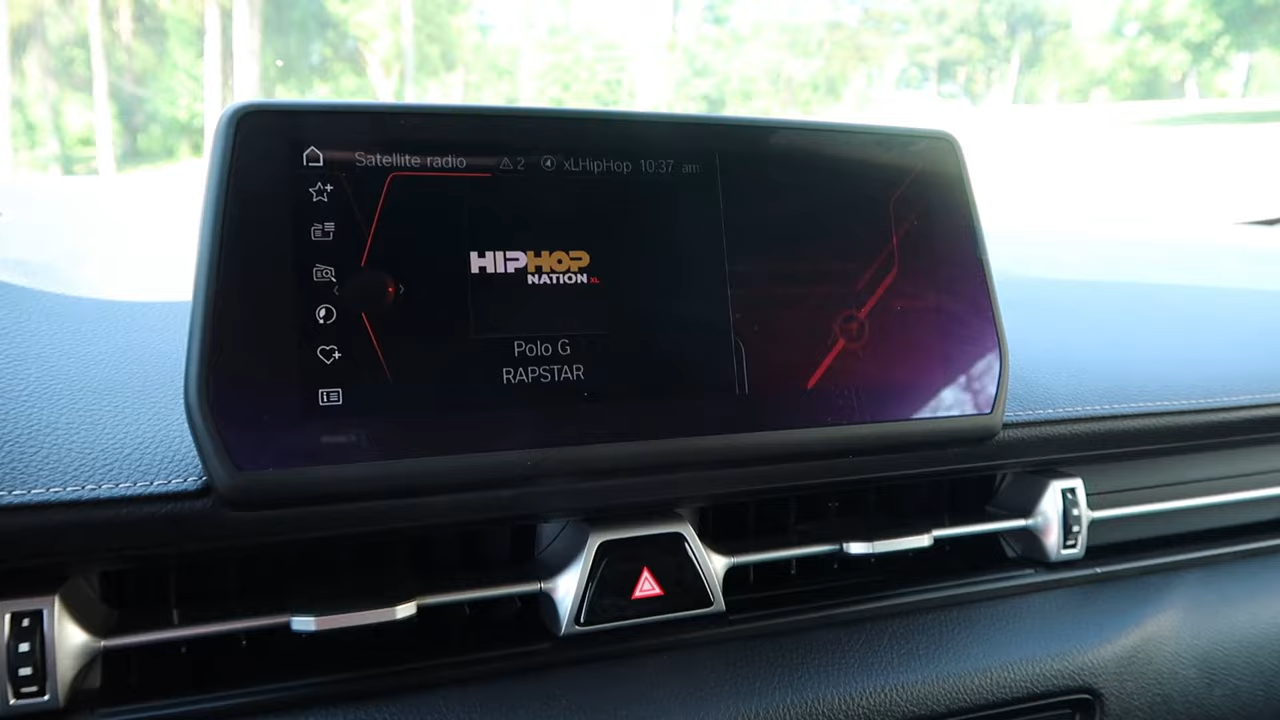 Satellite radio 2 xLHipHop 10:37 am
HIPHOP
NATION XL
Polo G
RAPSTAR